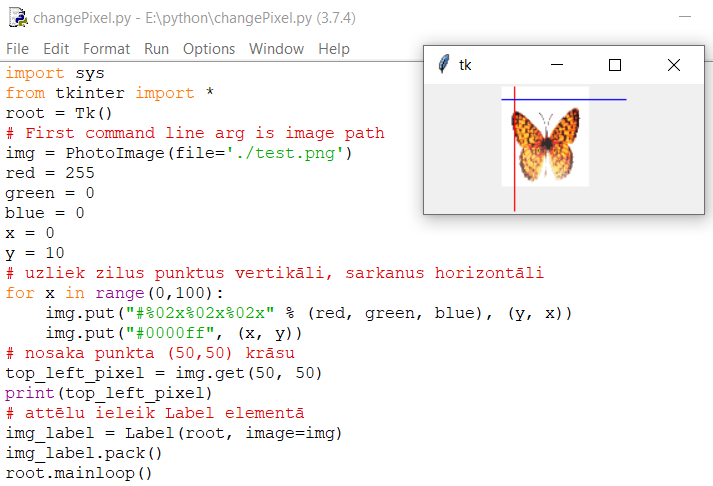 changePixel.py - E:\python\changePixel.py (3.7.4)
File Edit Format Run Options Window Help
tk
import sys
from tkinter import *
root = Tk()
# First command line arg is image path
img = PhotoImage(file='./test.png')
red = 255
green = 0
blue = 0
x = 0
y = 10
# uzliek zilus punktus vertikāli, sarkanus horizontāli
for x in range(0,100):
    img.put("#%02x%02x%02x" % (red, green, blue), (y, x))
    img.put("#0000ff", (x, y))
# nosaka punkta (50,50) krāsu
top_left_pixel = img.get(50, 50)
print(top_left_pixel)
# attēlu ieleik Label elementā
img_label = Label(root, image=img)
img_label.pack()
root.mainloop()